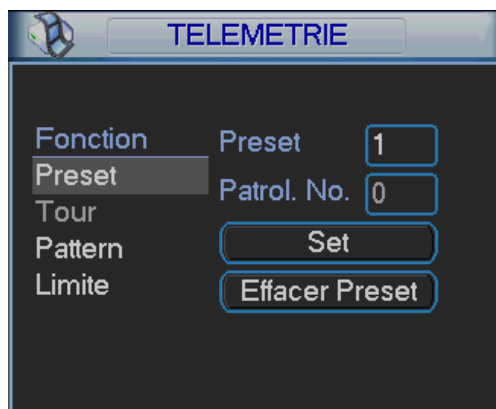 TELEMETRIE
Fonction
Preset
Tour
Pattern
Limite
Preset 1
Patrol. No. 0
Set
Effacer Preset